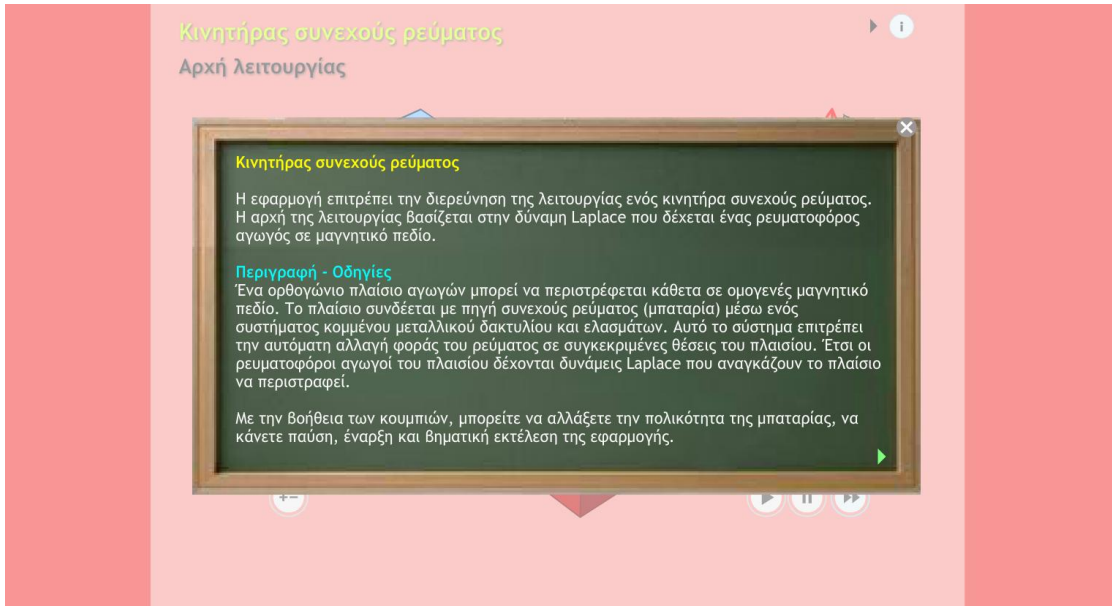 Κινητήρας συνεχούς ρεύματος
i
Αρχή λειτουργίας
Κινητήρας συνεχούς ρεύματος
Η εφαρμογή επιτρέπει την διερεύνηση της λειτουργίας ενός κινητήρα συνεχούς ρεύματος.
Η αρχή της λειτουργίας βασίζεται στην δύναμη Laplace που δέχεται ένας ρευματοφόρος
αγωγός σε μαγνητικό πεδίο.
Περιγραφή - Οδηγίες
Ένα ορθογώνιο πλαίσιο αγωγών μπορεί να περιστρέφεται κάθετα σε ομογενές μαγνητικό
πεδίο. Το πλαίσιο συνδέεται με πηγή συνεχούς ρεύματος (μπαταρία) μέσω ενός
συστήματος κομμένου μεταλλικού δακτυλίου και ελασμάτων. Αυτό το σύστημα επιτρέπει
την αυτόματη αλλαγή φοράς του ρεύματος σε συγκεκριμένες θέσεις του πλαισίου. Έτσι οι
ρευματοφόροι αγωγοί του πλαισίου δέχονται δυνάμεις Laplace που αναγκάζουν το πλαίσιο
να περιστραφεί.
Με την βοήθεια των κουμπιών, μπορείτε να αλλάξετε την πολικότητα της μπαταρίας, να
κάνετε παύση, έναρξη και βηματική εκτέλεση της εφαρμογής.
+−